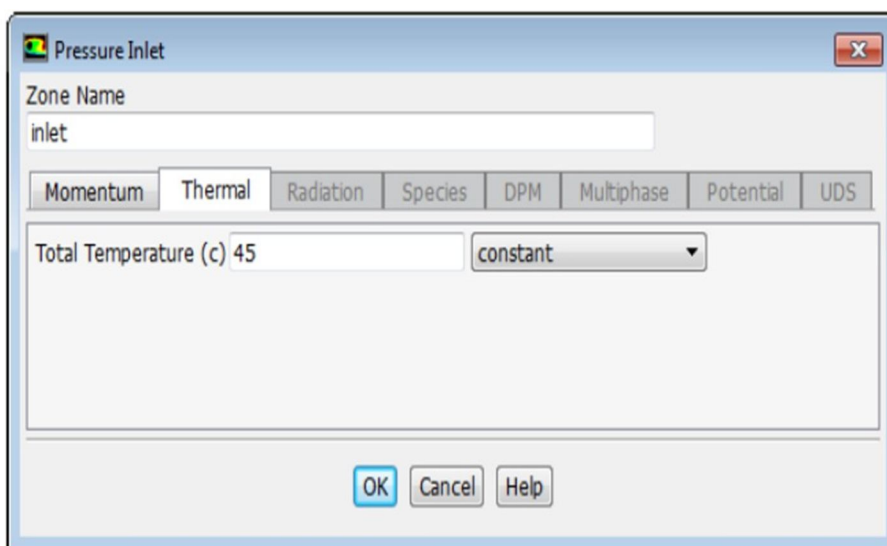 Pressure Inlet
Zone Name
inlet
Momentum Thermal Radiation Species DPM Multiphase Potential UDS
Total Temperature (c) 45 constant
OK Cancel Help